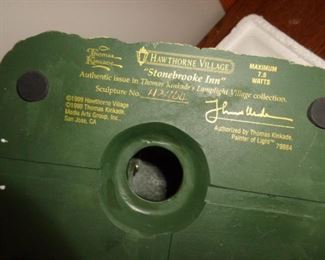 Thomas Kinkade
HAWTHORNE VILLAGE
MAXIMUM
7.5
WATTS
"Stonebrooke Inn"
Authentic issue in Thomas Kinkade's Lamplight Village collection.
Sculpture No.
©1999 Hawthorne Village
©1999 Thomas Kinkade,
Media Arts Group, Inc.,
San Jose, CA
Authorized by Thomas Kinkade,
Painter of Light™ 79884